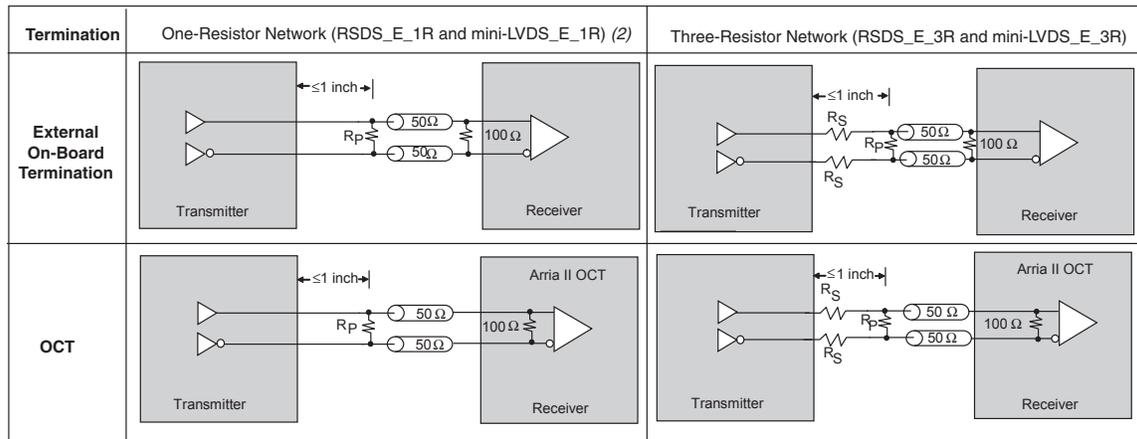 Termination
One-Resistor Network (RSDS_E_1R and mini-LVDS_E_1R) (2)
Three-Resistor Network (RSDS_E_3R and mini-LVDS_E_3R)
External
On-Board
Termination
≤1 inch
50Ω
RP
100 Ω
50Ω
Transmitter
Receiver
≤1 inch
RS
50 Ω
RP
100 Ω
50 Ω
RS
Transmitter
Receiver
OCT
Arria II OCT
≤1 inch
50 Ω
RP
100 Ω
50 Ω
Transmitter
Receiver
Arria II OCT
≤1 inch
RS
50 Ω
RP
100 Ω
50 Ω
RS
Transmitter
Receiver